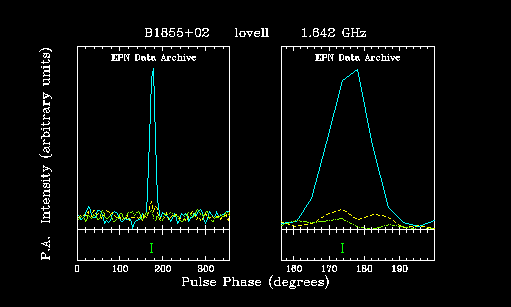 B1855+02 lovell 1.642 GHz
EPN Data Archive EPN Data Archive
P.A. Intensity (arbitrary units)
0 100 200 300 160 170 180 190
Pulse Phase (degrees)